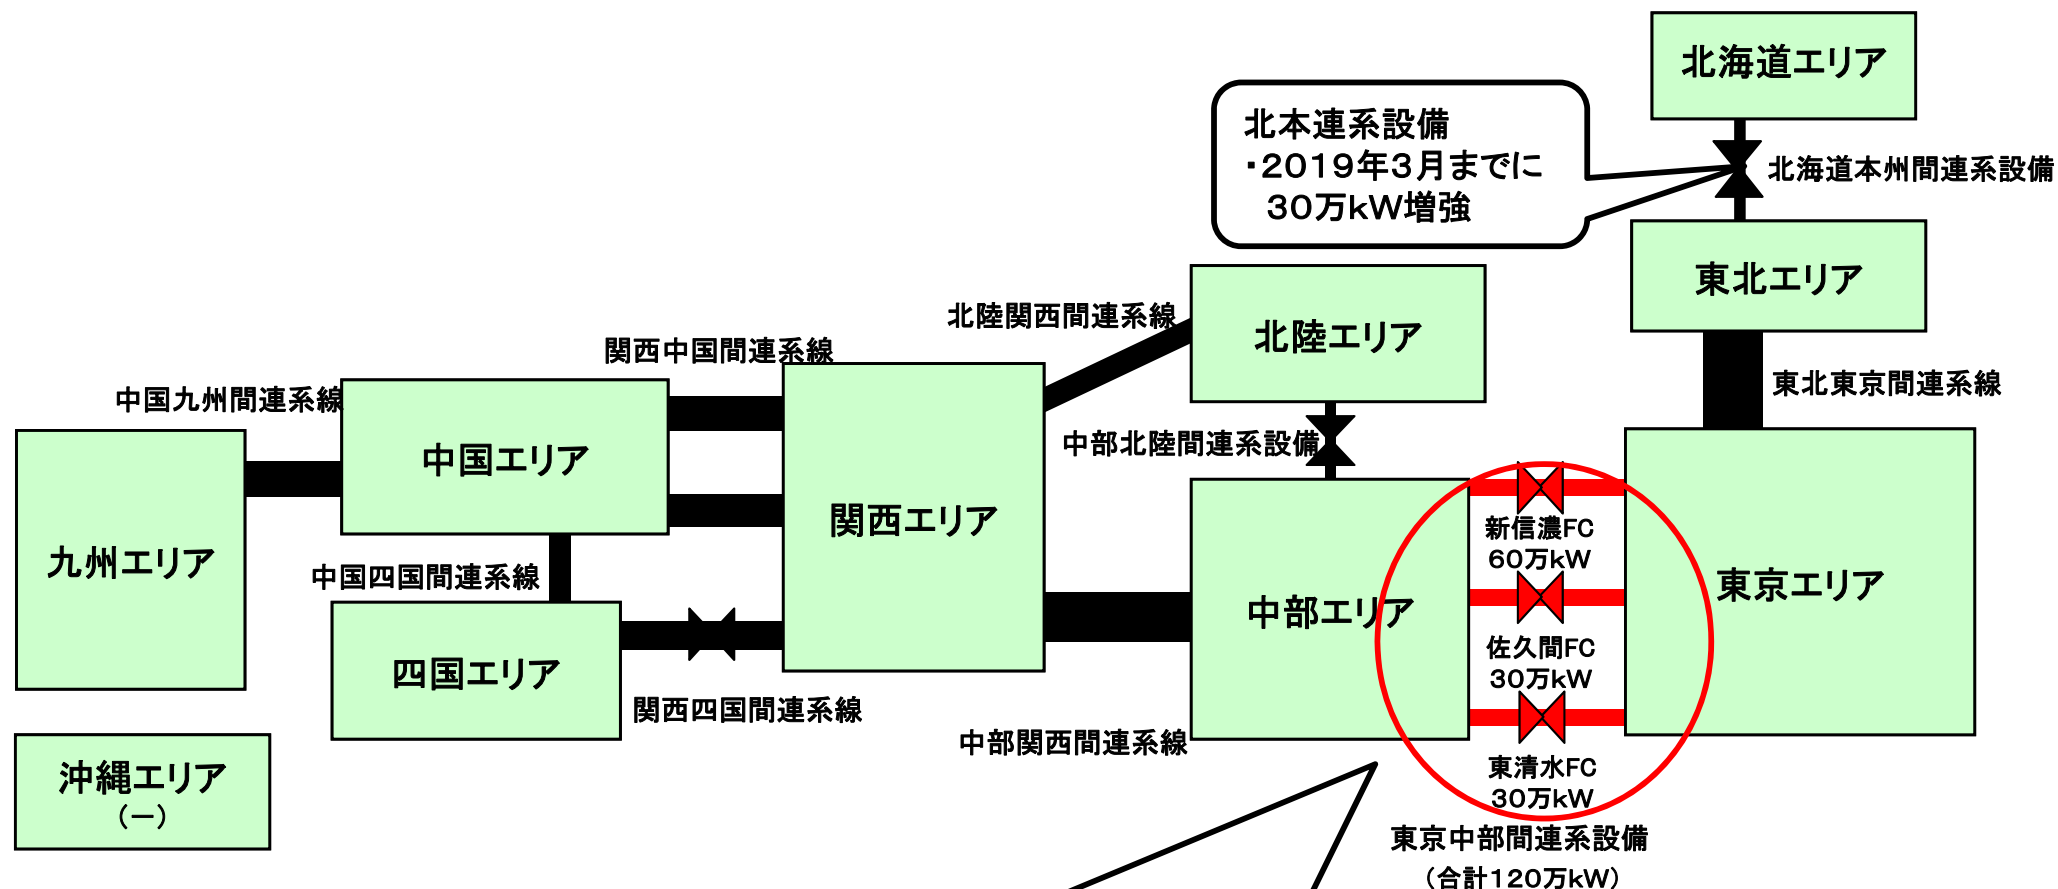 北海道エリア
北本連系設備
・2019年3月までに
30万kW増強
北海道本州間連系設備
東北エリア
北陸関西間連系線
北陸エリア
関西中国間連系線
東北東京間連系線
中国九州間連系線
中部北陸間連系設備
中国エリア
関西エリア
新信濃FC
60万kW
九州エリア
中国四国間連系線
中部エリア
東京エリア
佐久間FC
30万kW
四国エリア
関西四国間連系線
中部関西間連系線
沖縄エリア
(－)
東清水FC
30万kW
東京中部間連系設備
(合計120万kW)